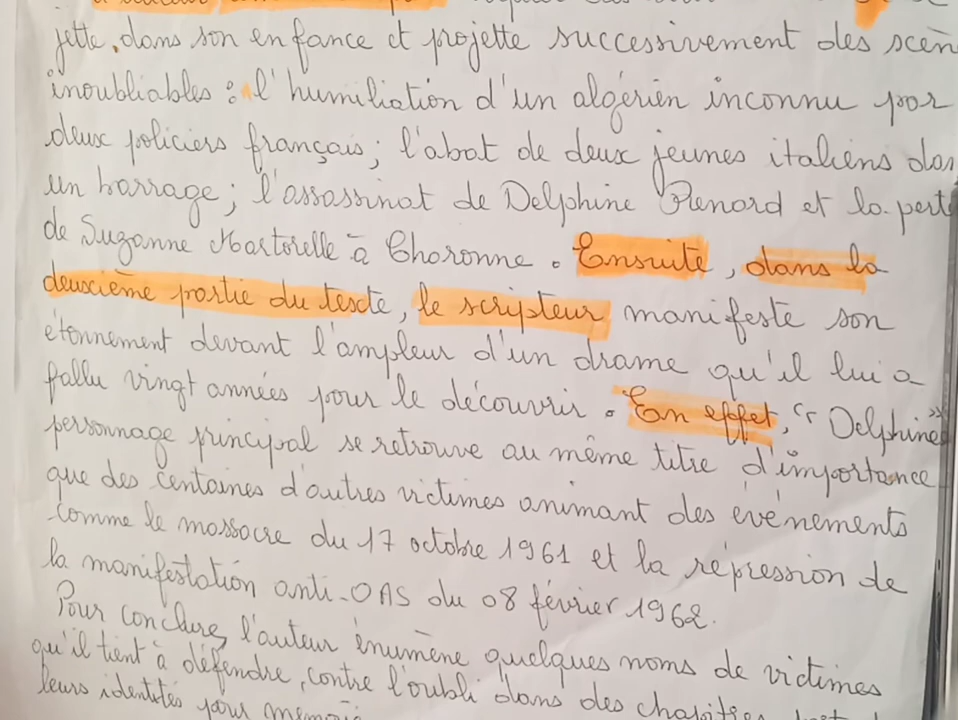 jette, dans son enfance et projette successivement des scèn
inoubliables : l'humiliation d'un algérien inconnu par
deux policiers français ; l'abat de deux jeunes italiens dan
un barrage ; l'assassinat de Delphine Renard et la perte
de Suzanne Martorelle à Charonne. Ensuite, dans la
deuxième partie du texte, le scripteur manifeste son
étonnement devant l'ampleur d'un drame qu'il lui a
fallu vingt années pour le découvrir. En effet, "Delphine"
personnage principal se retrouve au même titre d'importance
que des centaines d'autres victimes animant des evénements
comme le massacre du 17 octobre 1961 et la répression de
la manifestation anti-OAS du 08 février 1962.
Pour conclure, l'auteur énumène quelques noms de victimes
qu'il tient à défendre, contre l'oubli dans des
leurs identités pour